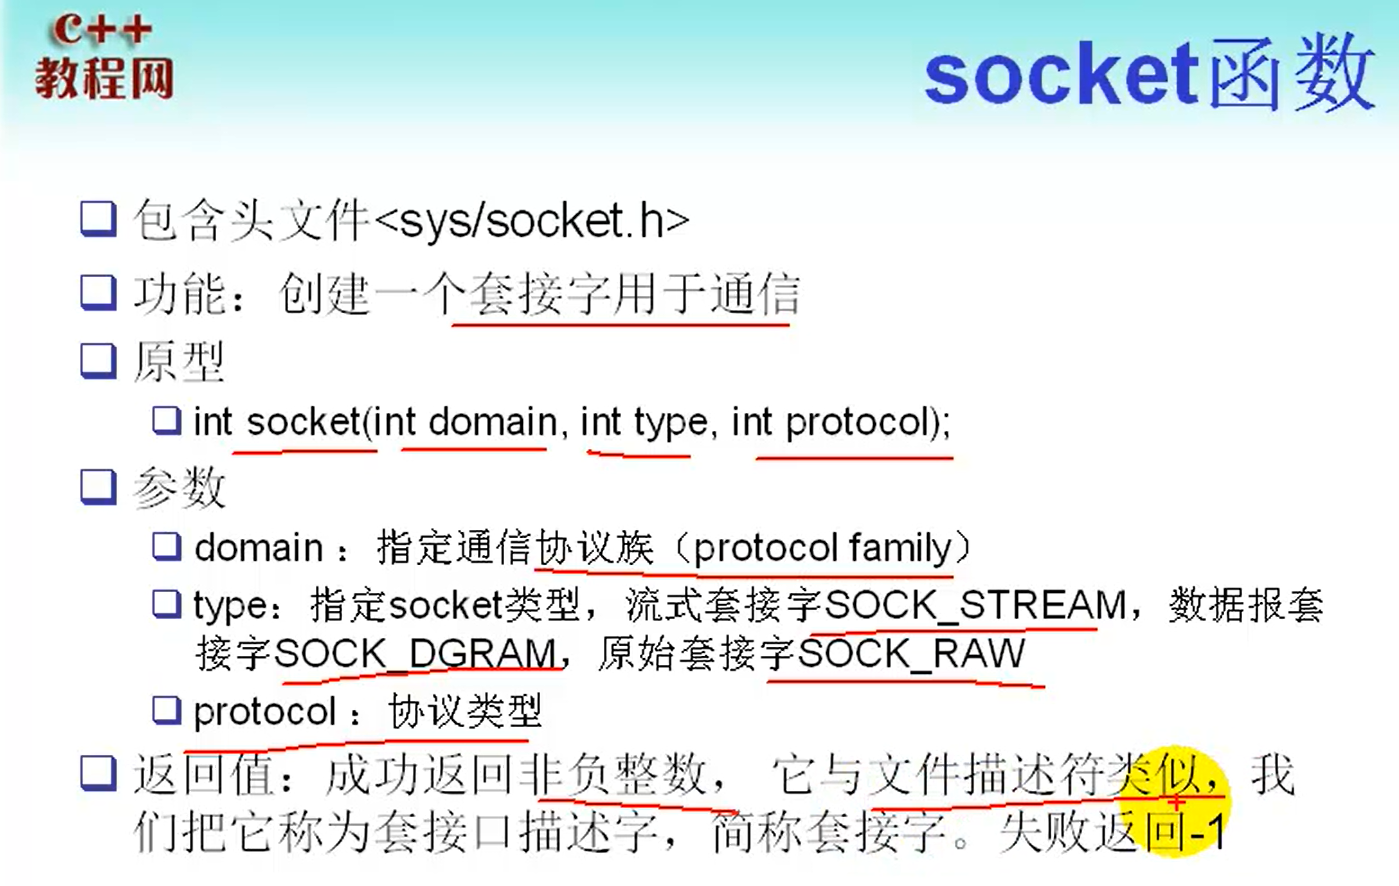 C++
教程网
socket函数
包含头文件<sys/socket.h>
功能：创建一个套接字用于通信
原型
int socket(int domain, int type, int protocol);
参数
domain ：指定通信协议族（protocol family）
type：指定socket类型，流式套接字SOCK_STREAM，数据报套
接字SOCK_DGRAM，原始套接字SOCK_RAW
protocol ：协议类型
返回值：成功返回非负整数， 它与文件描述符类似，我
们把它称为套接口描述字，简称套接字。失败返回-1